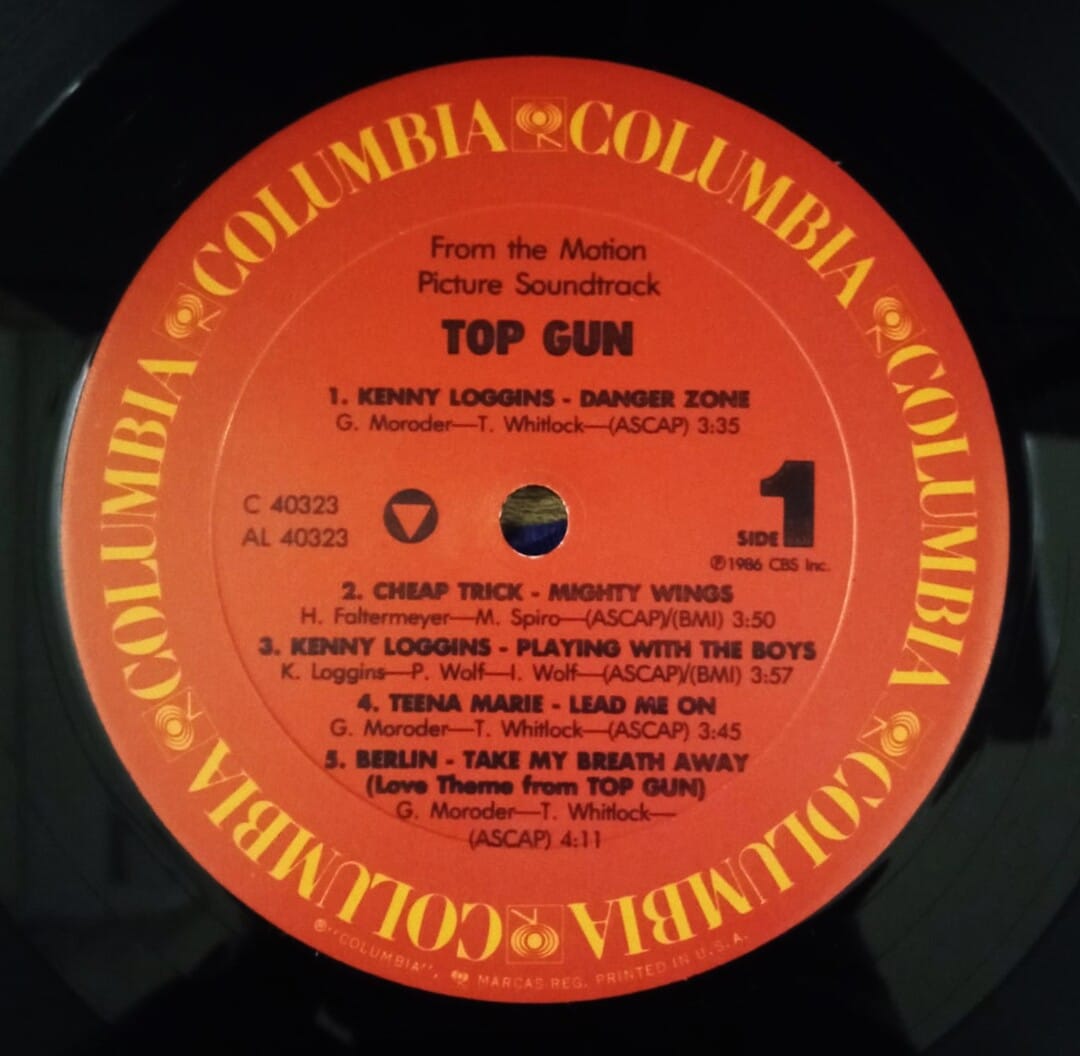 COLUMBIA COLUMBIA COLUMBIA COLUMBIA COLUMBIA COLUMBIA
From the Motion
Picture Soundtrack
TOP GUN
1. KENNY LOGGINS - DANGER ZONE
G. Moroder—T. Whitlock—(ASCAP) 3:35
C 40323
AL 40323
1
SIDE
Ⓟ1986 CBS Inc.
2. CHEAP TRICK - MIGHTY WINGS
H. Faltermeyer—M. Spiro—(ASCAP)/(BMI) 3:50
3. KENNY LOGGINS - PLAYING WITH THE BOYS
K. Loggins—P. Wolf—I. Wolf—(ASCAP)/(BMI) 3:57
4. TEENA MARIE - LEAD ME ON
G. Moroder—T. Whitlock—(ASCAP) 3:45
5. BERLIN - TAKE MY BREATH AWAY
(Love Theme from TOP GUN)
G. Moroder—T. Whitlock—
(ASCAP) 4:11
®"COLUMBIA", MARCAS REG. PRINTED IN U.S.A.